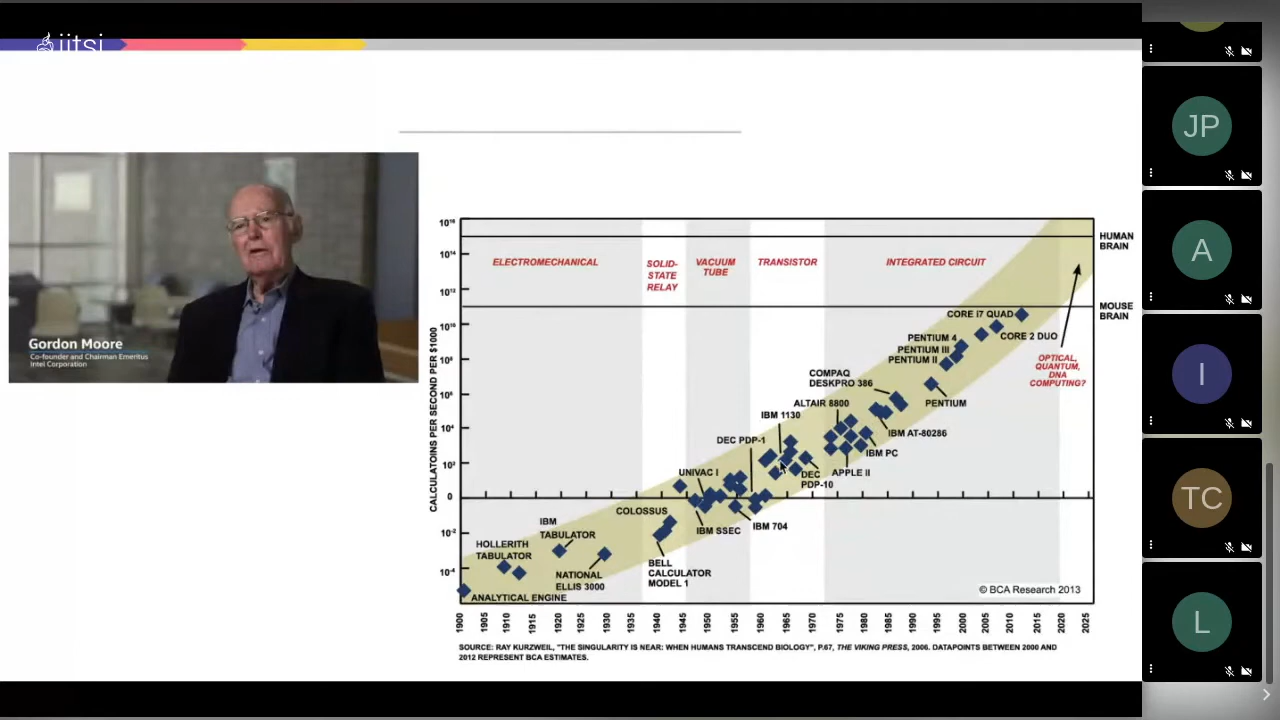 jitsi
JP
A
I
TC
L
Gordon Moore
Co-founder and Chairman Emeritus
Intel Corporation
CALCULATOINS PER SECOND PER $1000
10¹⁶
10¹⁴
10¹²
10¹⁰
10⁸
10⁶
10⁴
10²
0
10⁻²
10⁻⁴
ELECTROMECHANICAL
SOLID-
STATE
RELAY
VACUUM
TUBE
TRANSISTOR
INTEGRATED CIRCUIT
HUMAN
BRAIN
MOUSE
BRAIN
CORE i7 QUAD
CORE 2 DUO
PENTIUM 4
PENTIUM III
PENTIUM II
OPTICAL,
QUANTUM,
DNA
COMPUTING?
COMPAQ
DESKPRO 386
PENTIUM
ALTAIR 8800
IBM 1130
IBM AT-80286
DEC PDP-1
IBM PC
UNIVAC I
DEC
PDP-10
APPLE II
COLOSSUS
IBM SSEC
IBM 704
IBM
TABULATOR
HOLLERITH
TABULATOR
NATIONAL
ELLIS 3000
BELL
CALCULATOR
MODEL 1
ANALYTICAL ENGINE
© BCA Research 2013
1900
1905
1910
1915
1920
1930
1935
1940
1945
1950
1955
1960
1965
1970
1975
1980
1985
1990
1995
2000
2005
2010
2015
2020
2025
SOURCE: RAY KURZWEIL, "THE SINGULARITY IS NEAR: WHEN HUMANS TRANSCEND BIOLOGY", P.67, THE VIKING PRESS, 2006. DATAPOINTS BETWEEN 2000 AND
2012 REPRESENT BCA ESTIMATES.